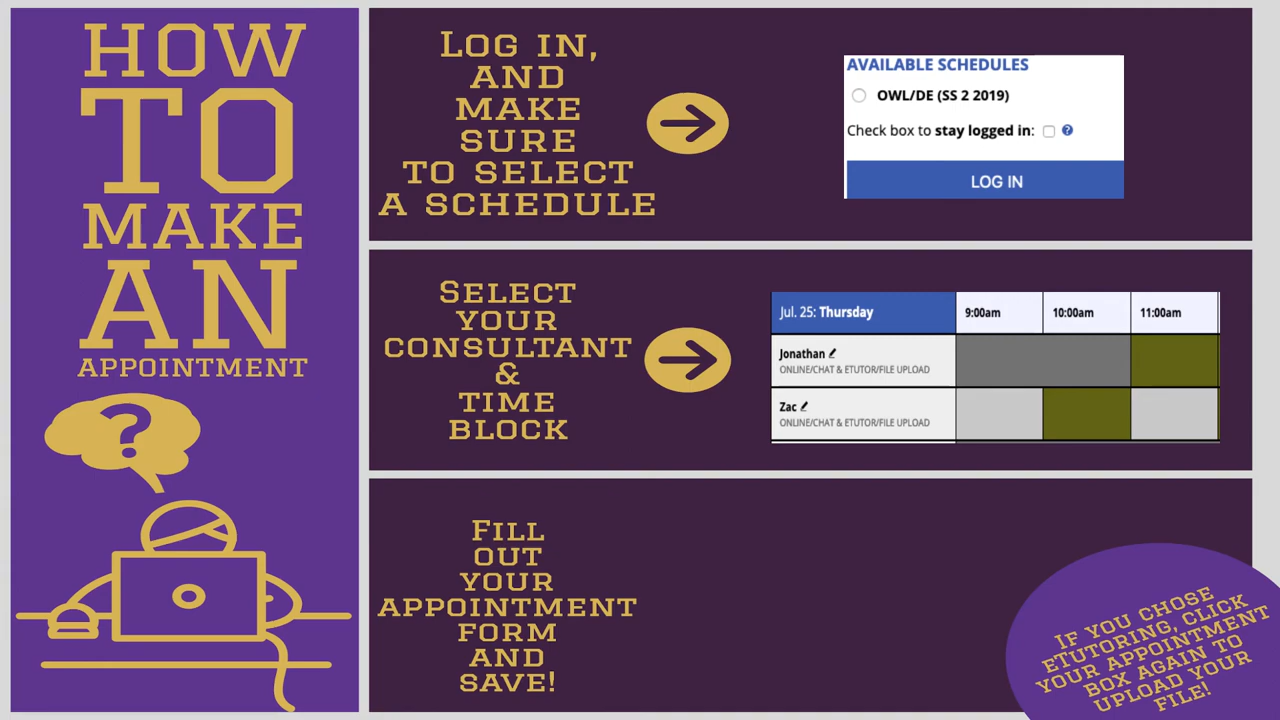 HOW
TO
MAKE
AN
APPOINTMENT
?
LOG IN,
AND
MAKE
SURE
TO SELECT
A SCHEDULE
AVAILABLE SCHEDULES
OWL/DE (SS 2 2019)
Check box to stay logged in: ?
LOG IN
SELECT
YOUR
CONSULTANT
&
TIME
BLOCK
Jul. 25: Thursday 9:00am 10:00am 11:00am
Jonathan
ONLINE/CHAT & ETUTOR/FILE UPLOAD
Zac
ONLINE/CHAT & ETUTOR/FILE UPLOAD
FILL
OUT
YOUR
APPOINTMENT
FORM
AND
SAVE!
IF YOU CHOSE
ETUTORING, CLICK
YOUR APPOINTMENT
BOX AGAIN TO
UPLOAD YOUR
FILE!